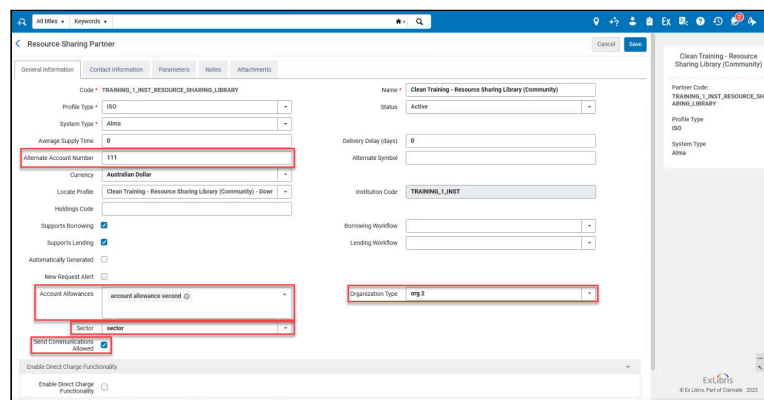 All titles Keywords
Ex
Resource Sharing Partner
Cancel Save
General Information Contact Information Parameters Notes Attachments
Code * TRAINING_1_INST_RESOURCE_SHARING_LIBRARY
Name * Clean Training - Resource Sharing Library (Community)
Profile Type * ISO
Status Active
System Type * Alma
Average Supply Time 0
Delivery Delay (days) 0
Alternate Account Number 111
Alternate Symbol
Currency Australian Dollar
Locate Profile Clean Training - Resource Sharing Library (Community) - Dowr
Institution Code TRAINING_1_INST
Holdings Code
Supports Borrowing
Borrowing Workflow
Supports Lending
Lending Workflow
Automatically Generated
New Request Alert
Account Allowances account allowance second
Organization Type org 2
Sector sector
Send Communications
Allowed
Enable Direct Charge Functionality
Enable Direct Charge
Functionality
Clean Training - Resource
Sharing Library (Community)
Partner Code:
TRAINING_1_INST_RESOURCE_SH
ARING_LIBRARY
Profile Type
ISO
System Type
Alma
ExLibris
© Ex Libris, Part of Clarivate 2025